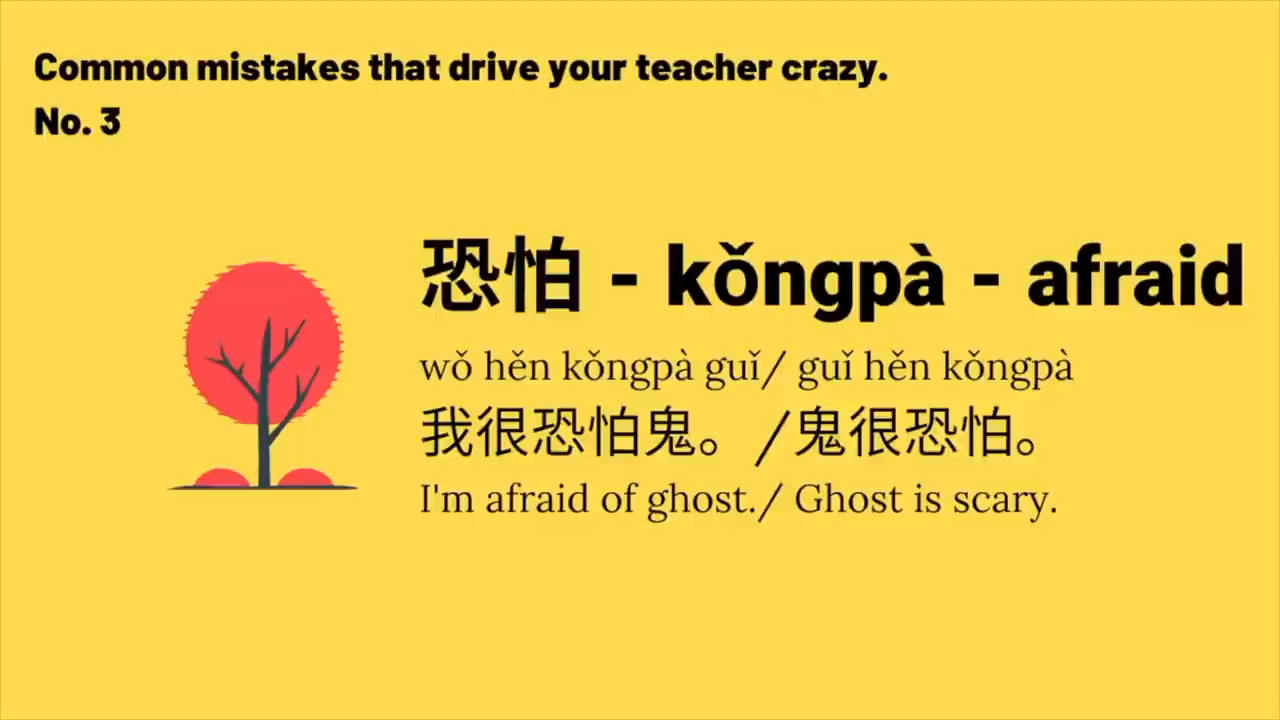 Common mistakes that drive your teacher crazy.
No. 3
恐怕 - kǒngpà - afraid
wǒ hěn kǒngpà guǐ/ guǐ hěn kǒngpà
我很恐怕鬼。/鬼很恐怕。
I'm afraid of ghost./ Ghost is scary.